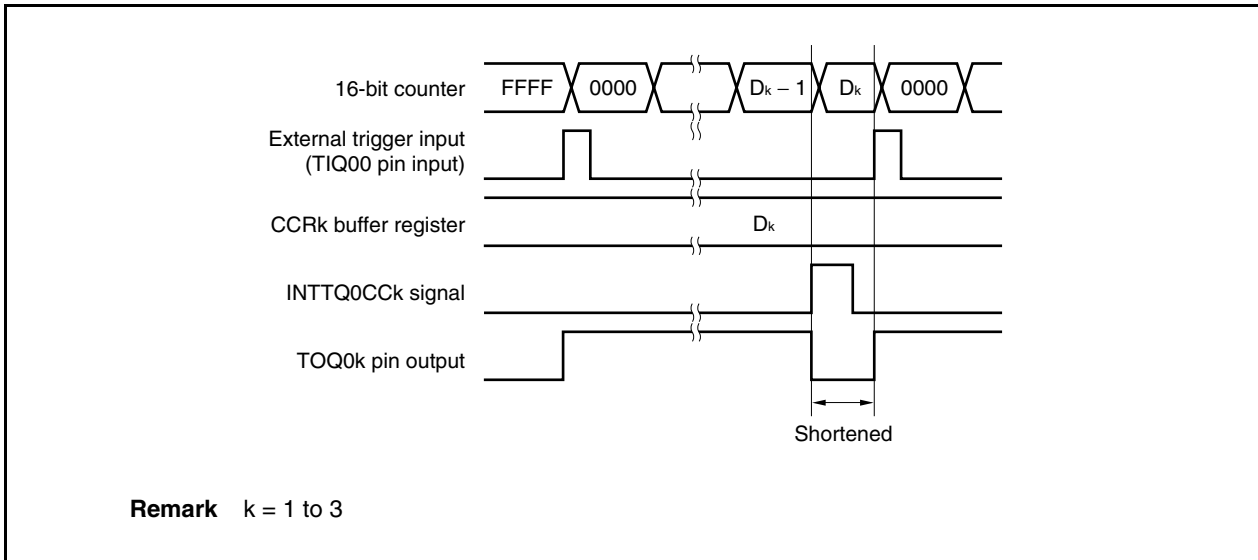 16-bit counter FFFF 0000 Dk − 1 Dk 0000
External trigger input
(TIQ00 pin input)
CCRk buffer register Dk
INTTQ0CCk signal
TOQ0k pin output
Shortened
Remark k = 1 to 3